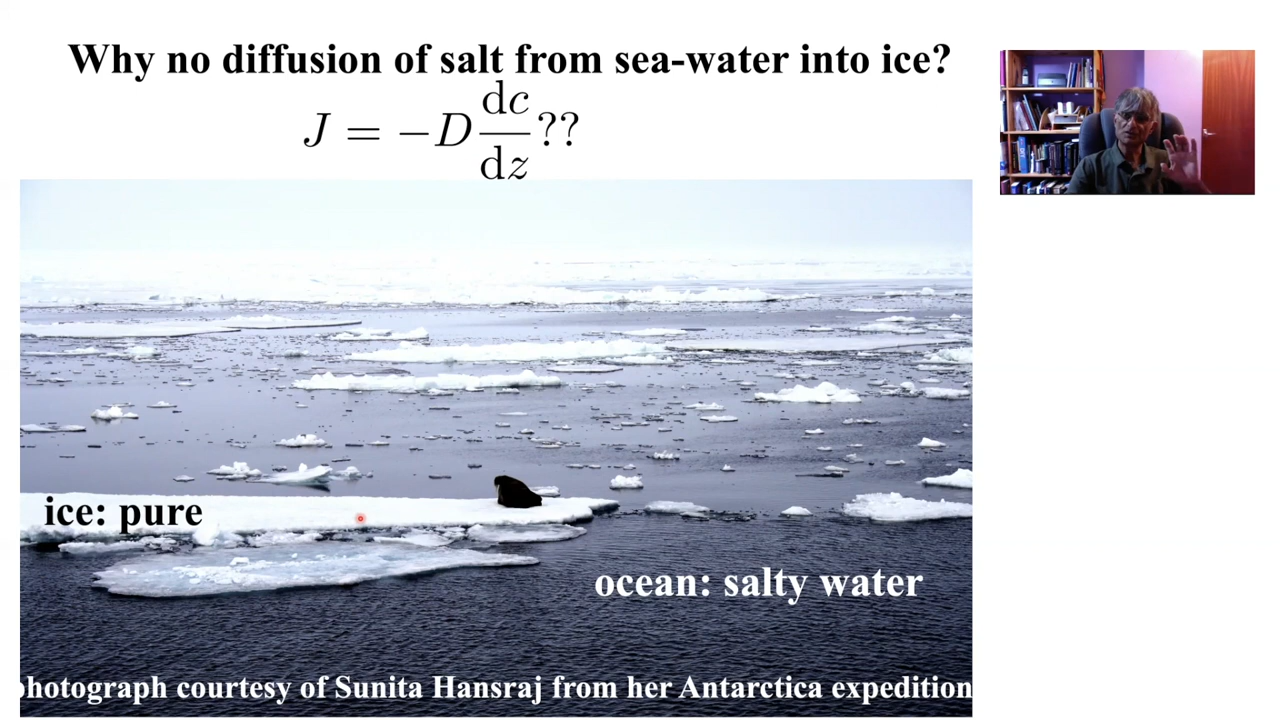 Why no diffusion of salt from sea-water into ice?
J = −D dc/dz ??
ice: pure
ocean: salty water
photograph courtesy of Sunita Hansraj from her Antarctica expedition